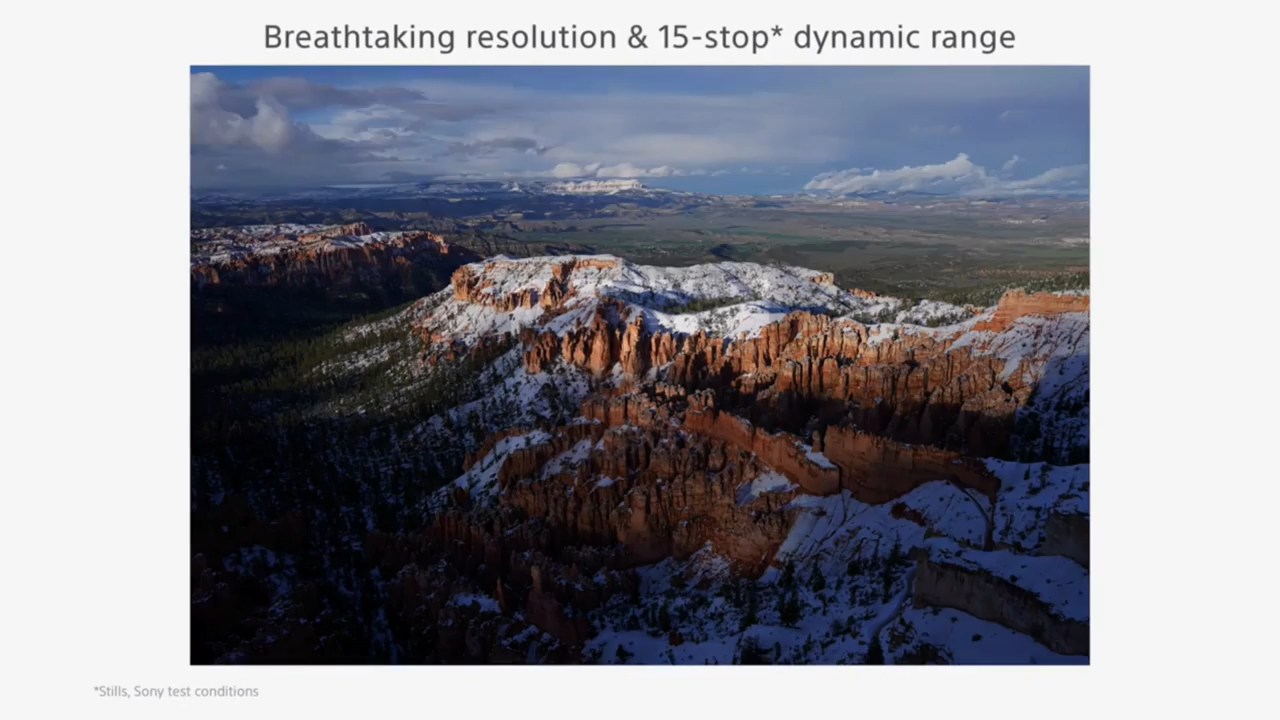 Breathtaking resolution & 15-stop* dynamic range
*Stills, Sony test conditions